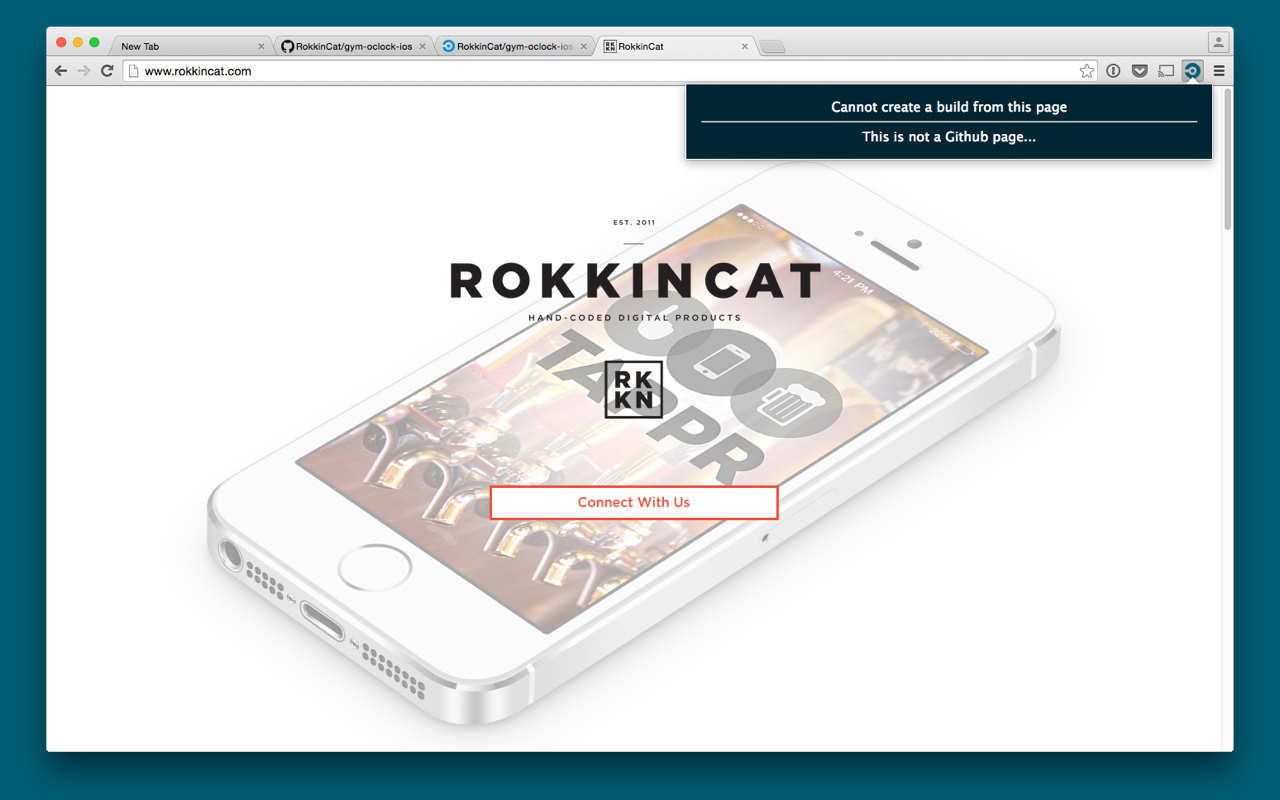 New Tab
RokkinCat/gym-oclock-ios
RokkinCat/gym-oclock-ios
RokkinCat
www.rokkincat.com
Cannot create a build from this page
This is not a Github page...
EST. 2011
ROKKINCAT
HAND-CODED DIGITAL PRODUCTS
4:21 PM
22%
TAPPR
RK
KN
Connect With Us